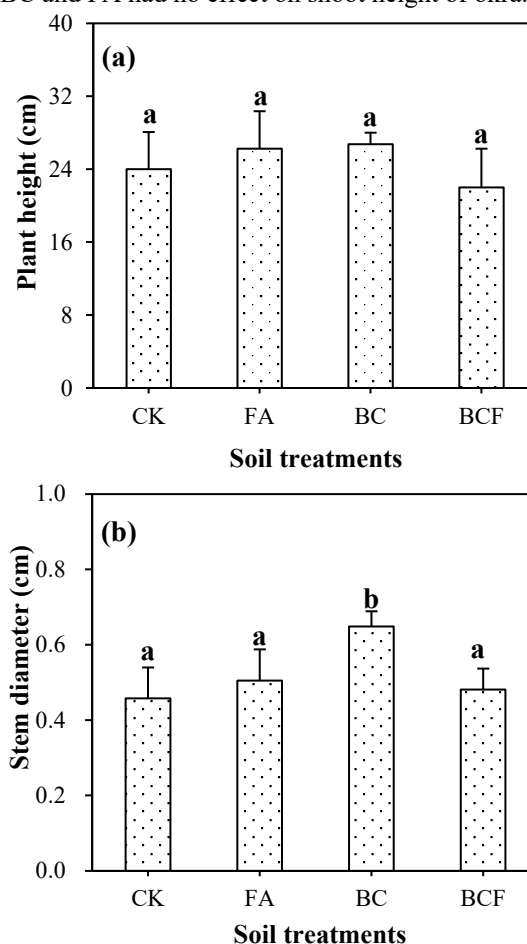 BC and FA had no effect on shoot height of okra.
40
(a)
a
a
a
a
32
24
16
8
0
Plant height (cm)
CK
FA
BC
BCF
Soil treatments
1.0
(b)
b
a
a
a
0.8
0.6
0.4
0.2
0.0
Stem diameter (cm)
CK
FA
BC
BCF
Soil treatments